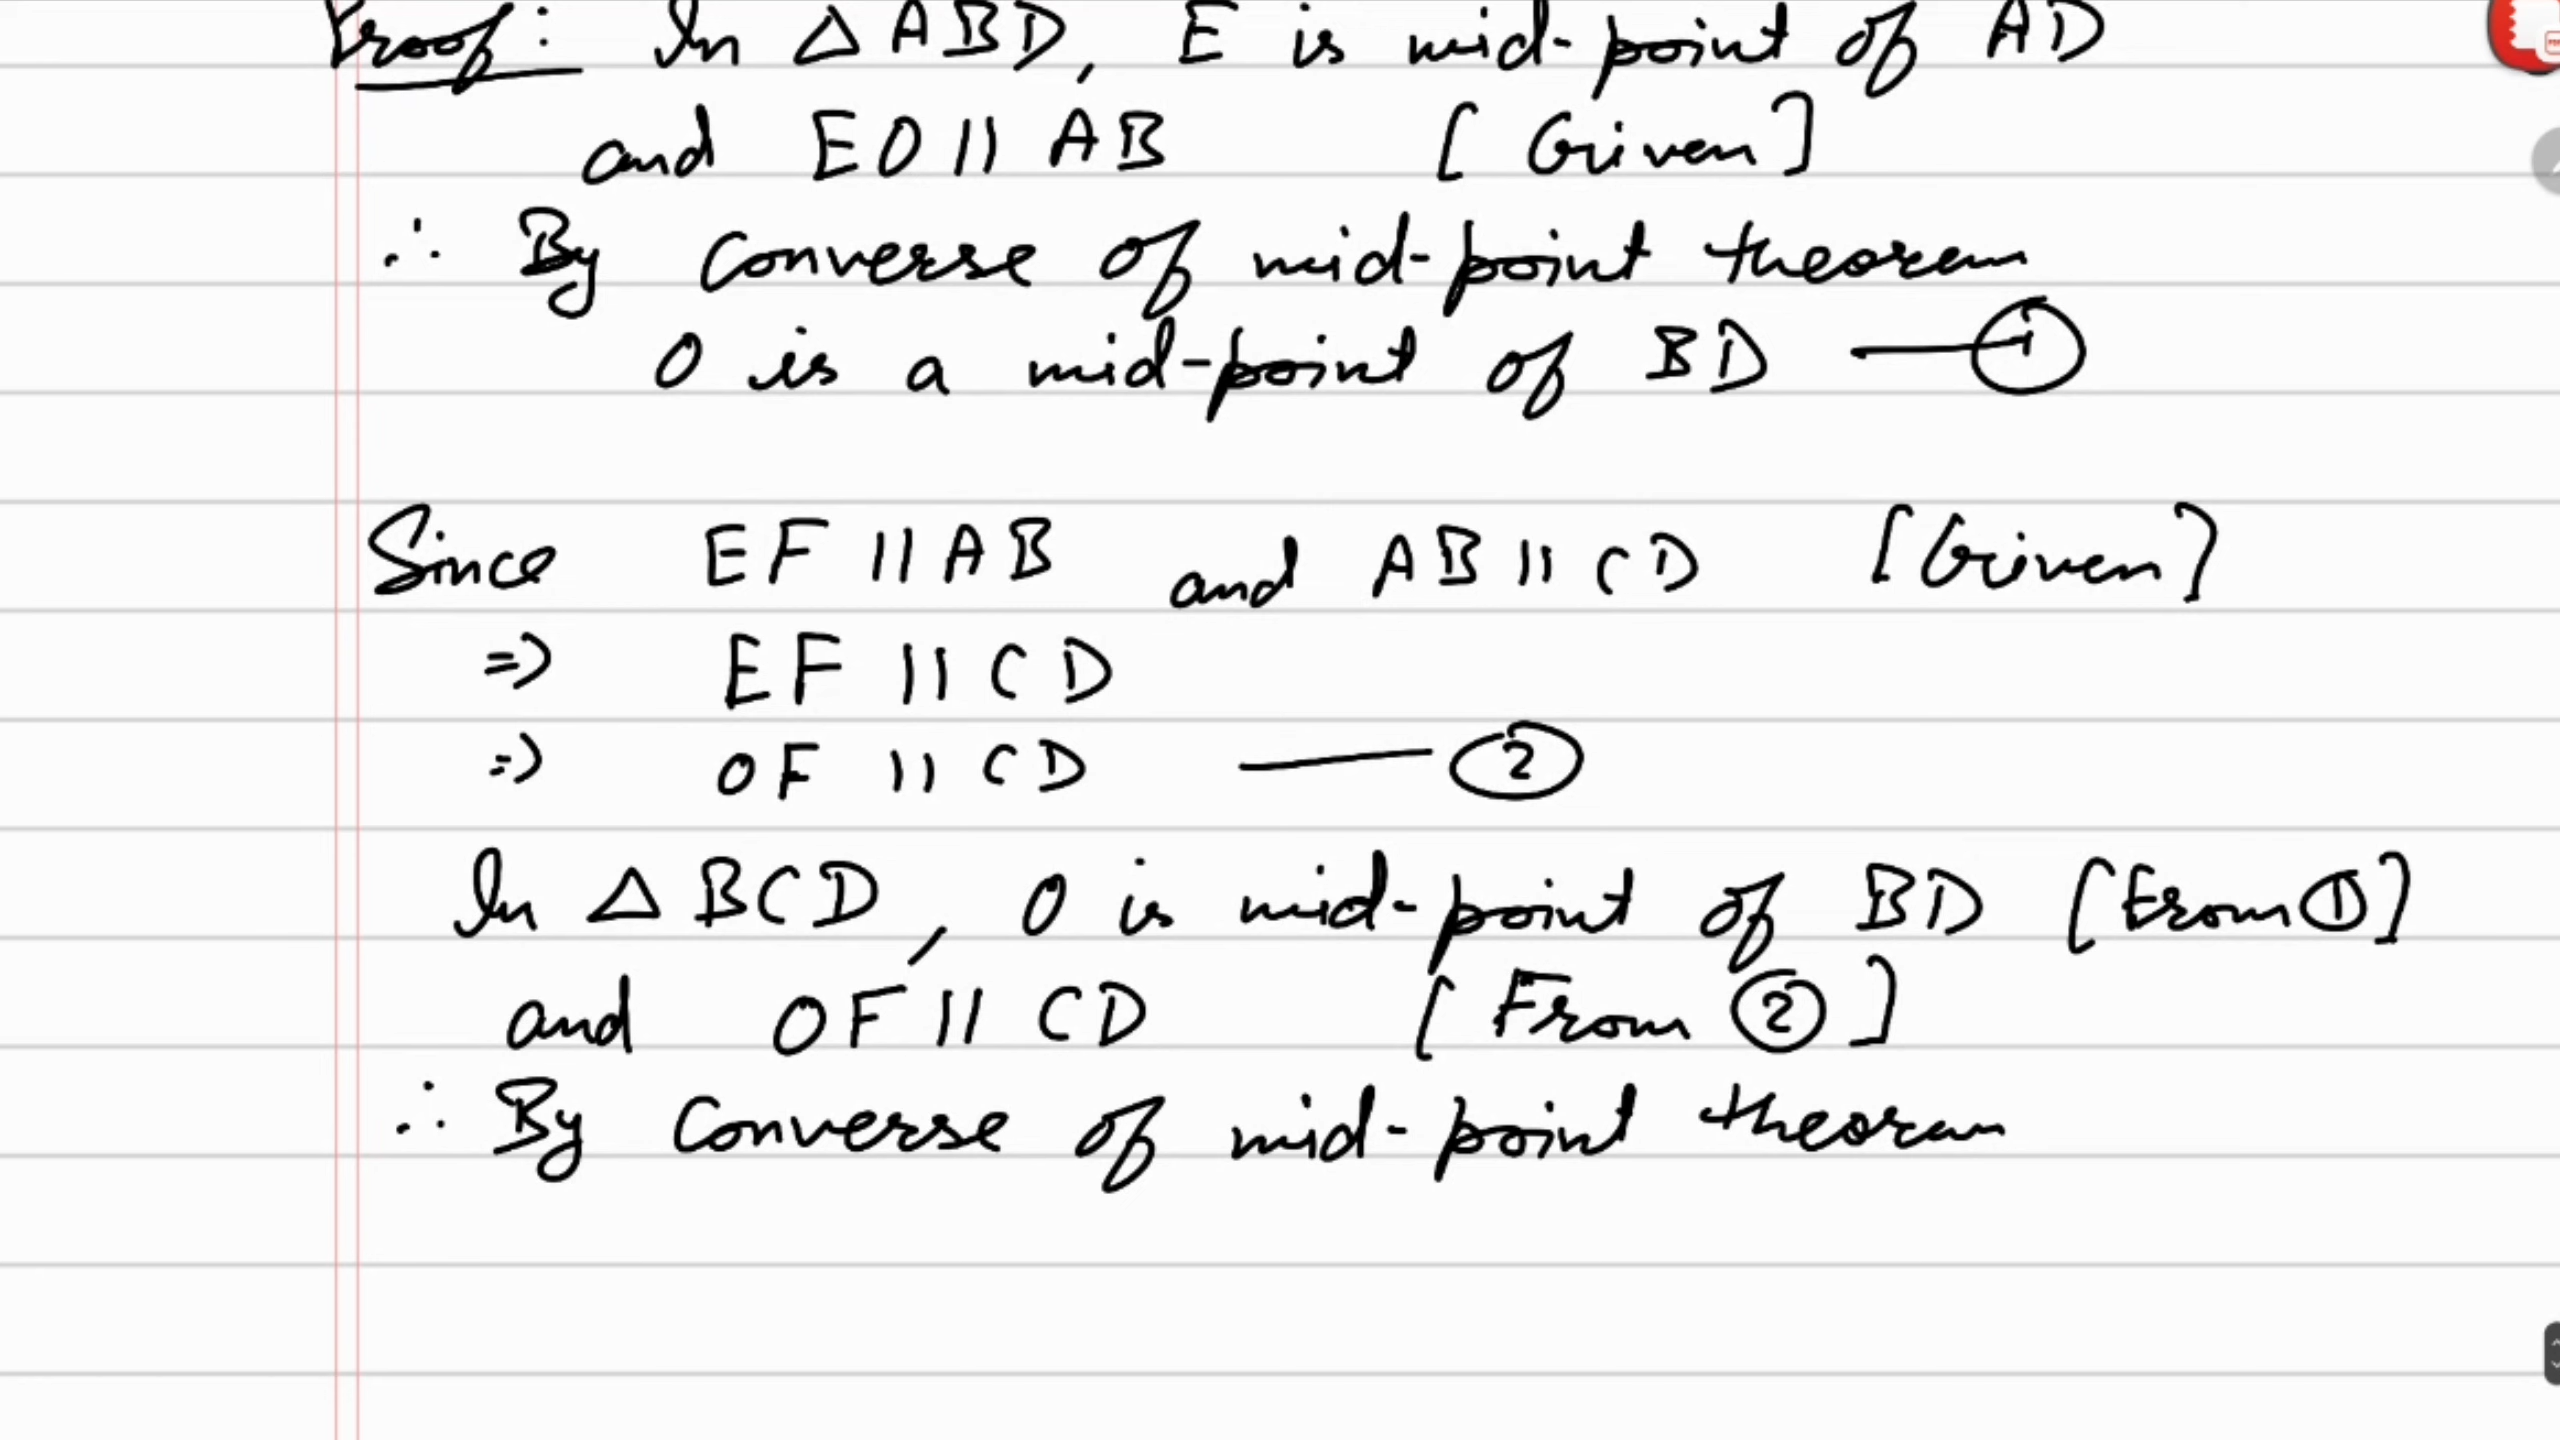 Proof: In △ABD, E is mid-point of AD
and EO || AB [Given]
∴ By converse of mid-point theorem
O is a mid-point of BD — ①
Since EF || AB and AB || CD [Given]
⇒ EF || CD
⇒ OF || CD — ②
In △BCD, O is mid-point of BD [From ①]
and OF || CD [From ②]
∴ By converse of mid-point theorem